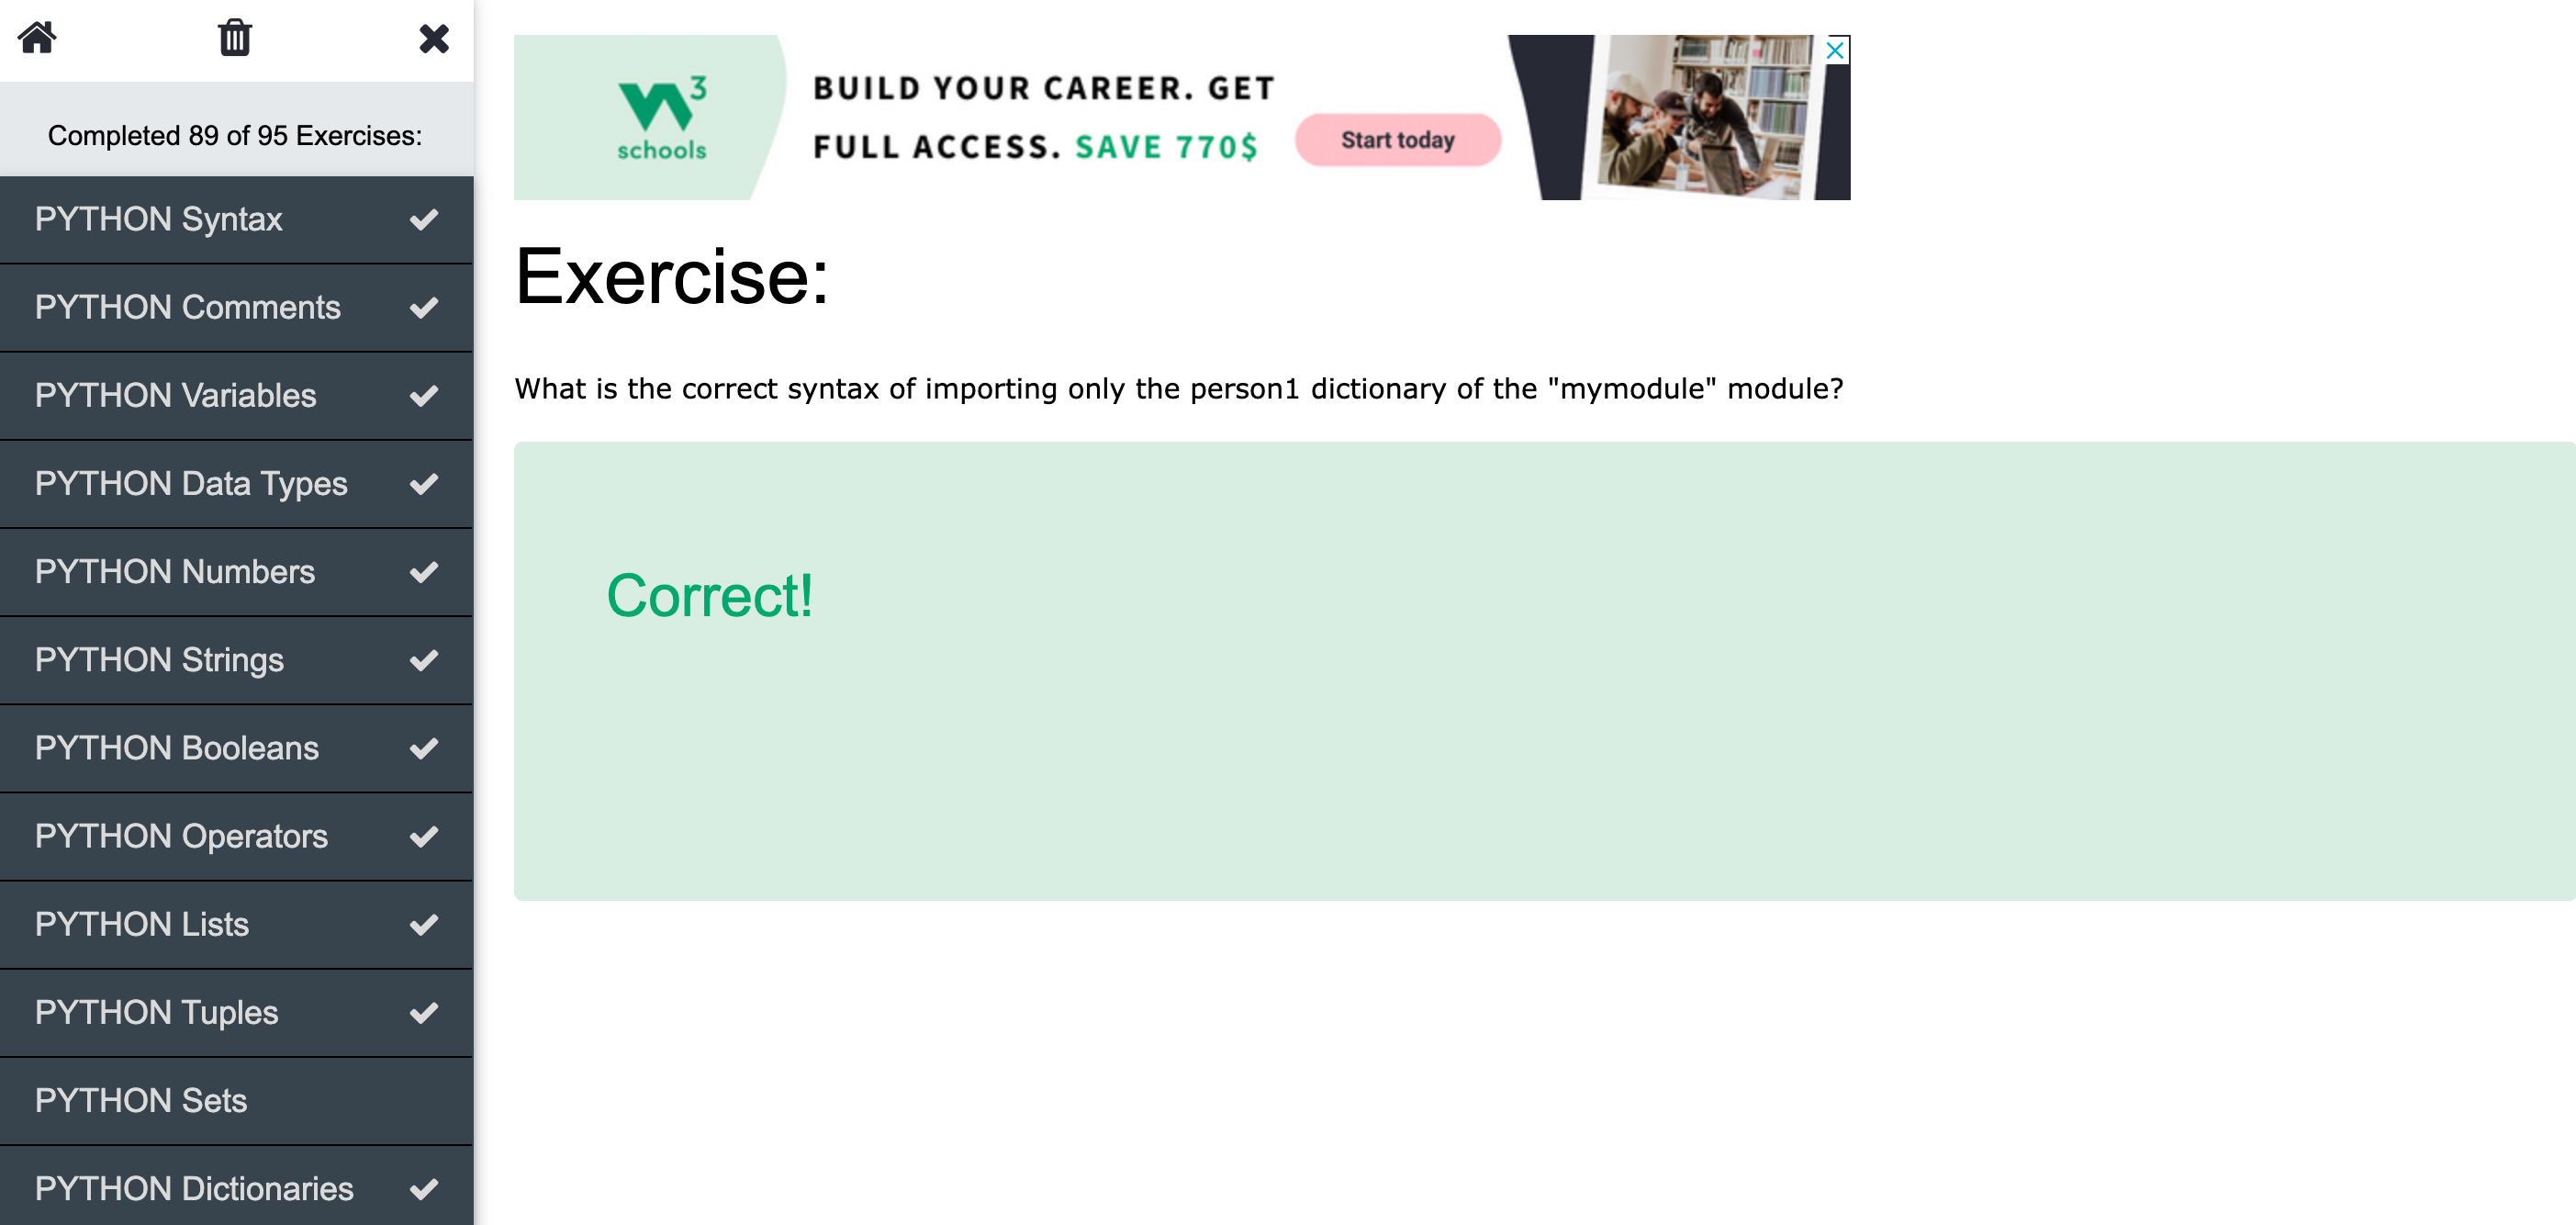 Completed 89 of 95 Exercises:
PYTHON Syntax
PYTHON Comments
PYTHON Variables
PYTHON Data Types
PYTHON Numbers
PYTHON Strings
PYTHON Booleans
PYTHON Operators
PYTHON Lists
PYTHON Tuples
PYTHON Sets
PYTHON Dictionaries
3
schools
BUILD YOUR CAREER. GET
FULL ACCESS. SAVE 770$
Start today
Exercise:
What is the correct syntax of importing only the person1 dictionary of the "mymodule" module?
Correct!